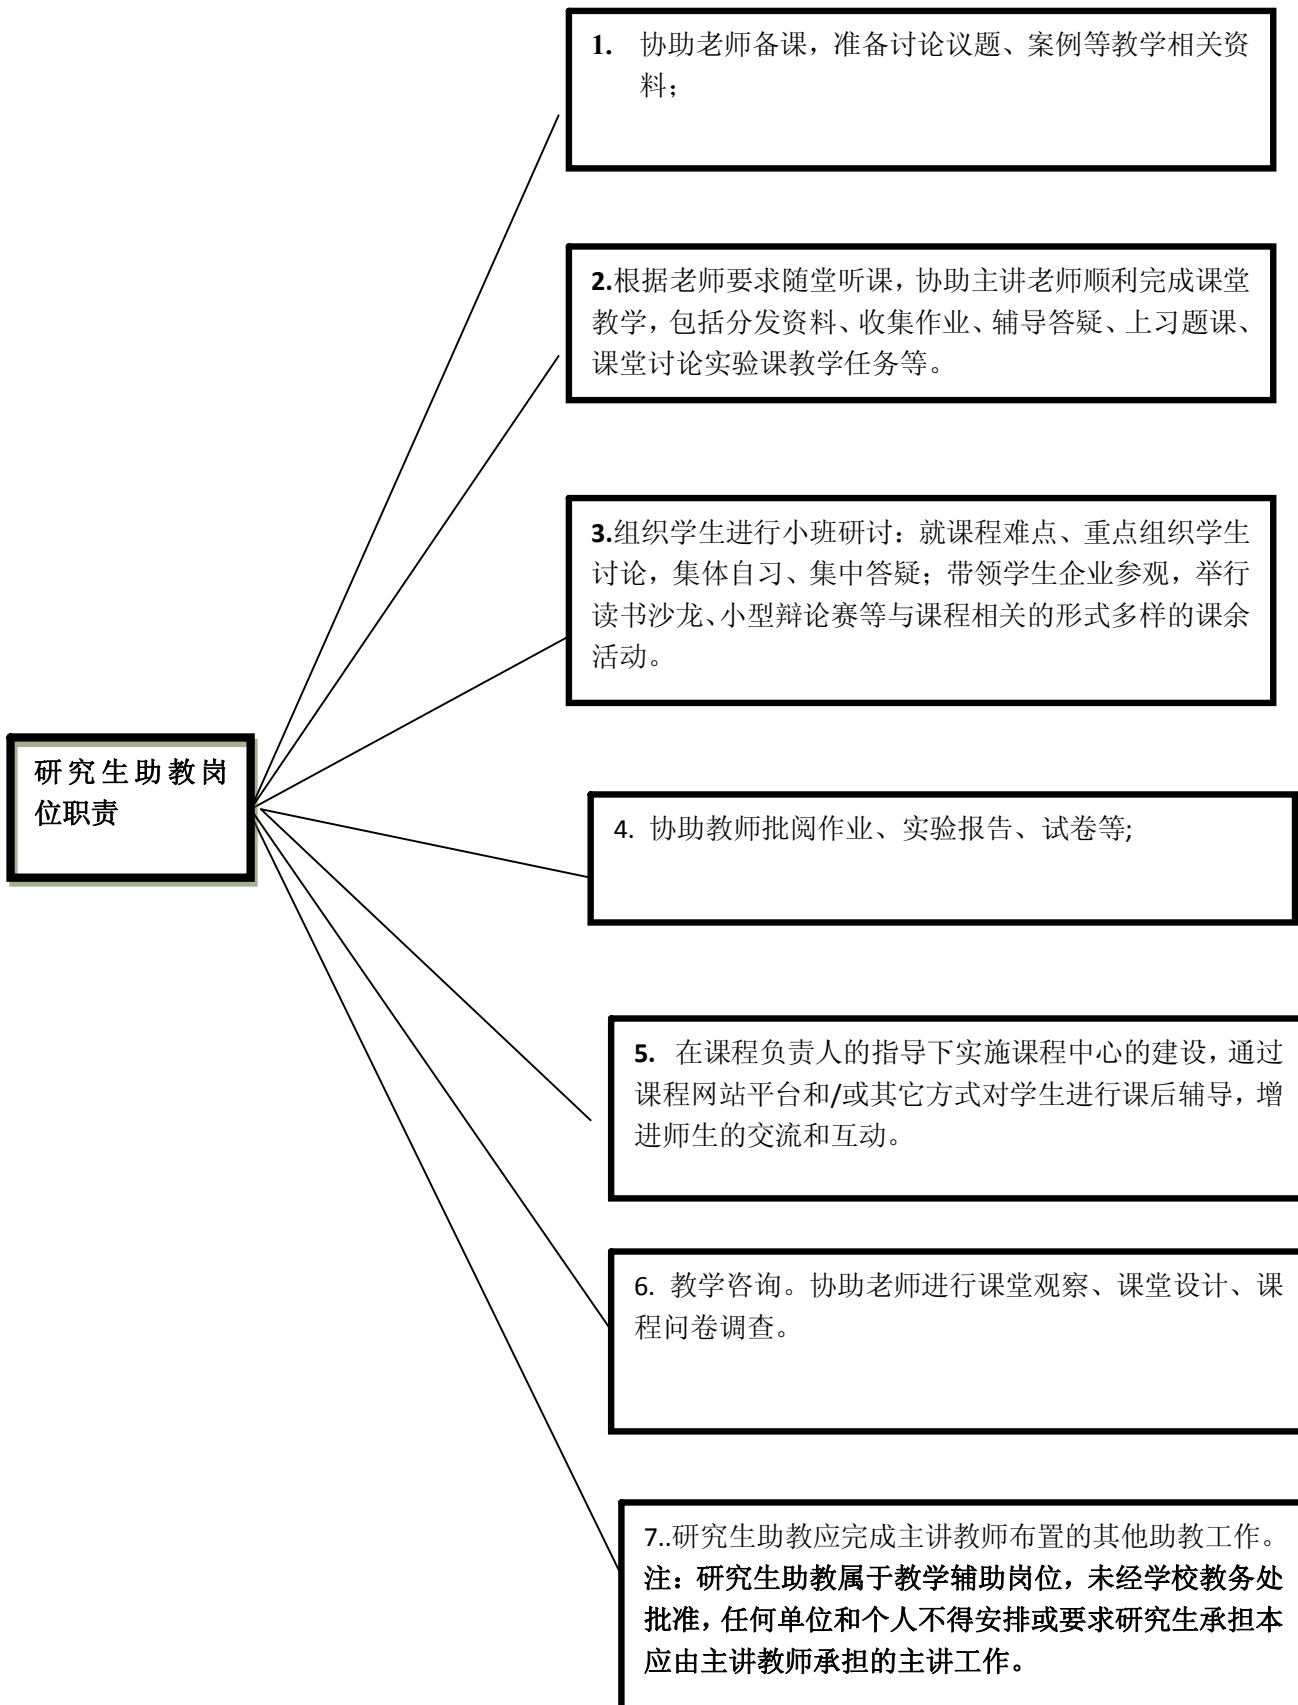 1. 协助老师备课，准备讨论议题、案例等教学相关资
料；
2.根据老师要求随堂听课，协助主讲老师顺利完成课堂
教学，包括分发资料、收集作业、辅导答疑、上习题课、
课堂讨论实验课教学任务等。
3.组织学生进行小班研讨：就课程难点、重点组织学生
讨论，集体自习、集中答疑；带领学生企业参观，举行
读书沙龙、小型辩论赛等与课程相关的形式多样的课余
活动。
研究生助教岗
位职责
4. 协助教师批阅作业、实验报告、试卷等;
5. 在课程负责人的指导下实施课程中心的建设，通过
课程网站平台和/或其它方式对学生进行课后辅导，增
进师生的交流和互动。
6. 教学咨询。协助老师进行课堂观察、课堂设计、课
程问卷调查。
7..研究生助教应完成主讲教师布置的其他助教工作。
注：研究生助教属于教学辅助岗位，未经学校教务处
批准，任何单位和个人不得安排或要求研究生承担本
应由主讲教师承担的主讲工作。